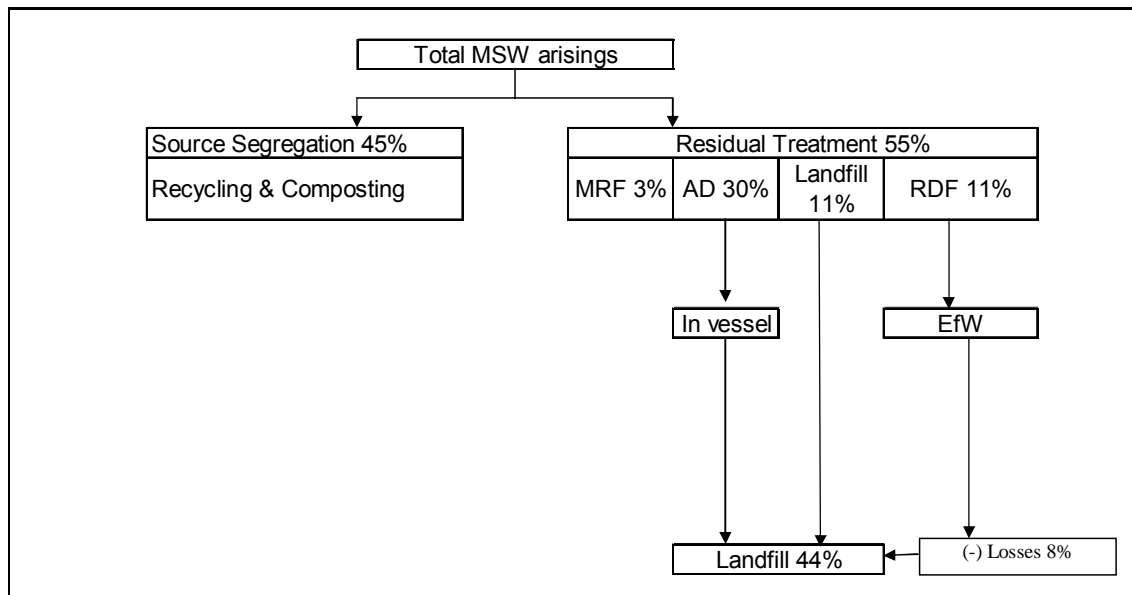 Total MSW arisings
Source Segregation 45%
Recycling & Composting
Residual Treatment 55%
MRF 3%
AD 30%
Landfill
11%
RDF 11%
In vessel
EfW
Landfill 44%
(-) Losses 8%